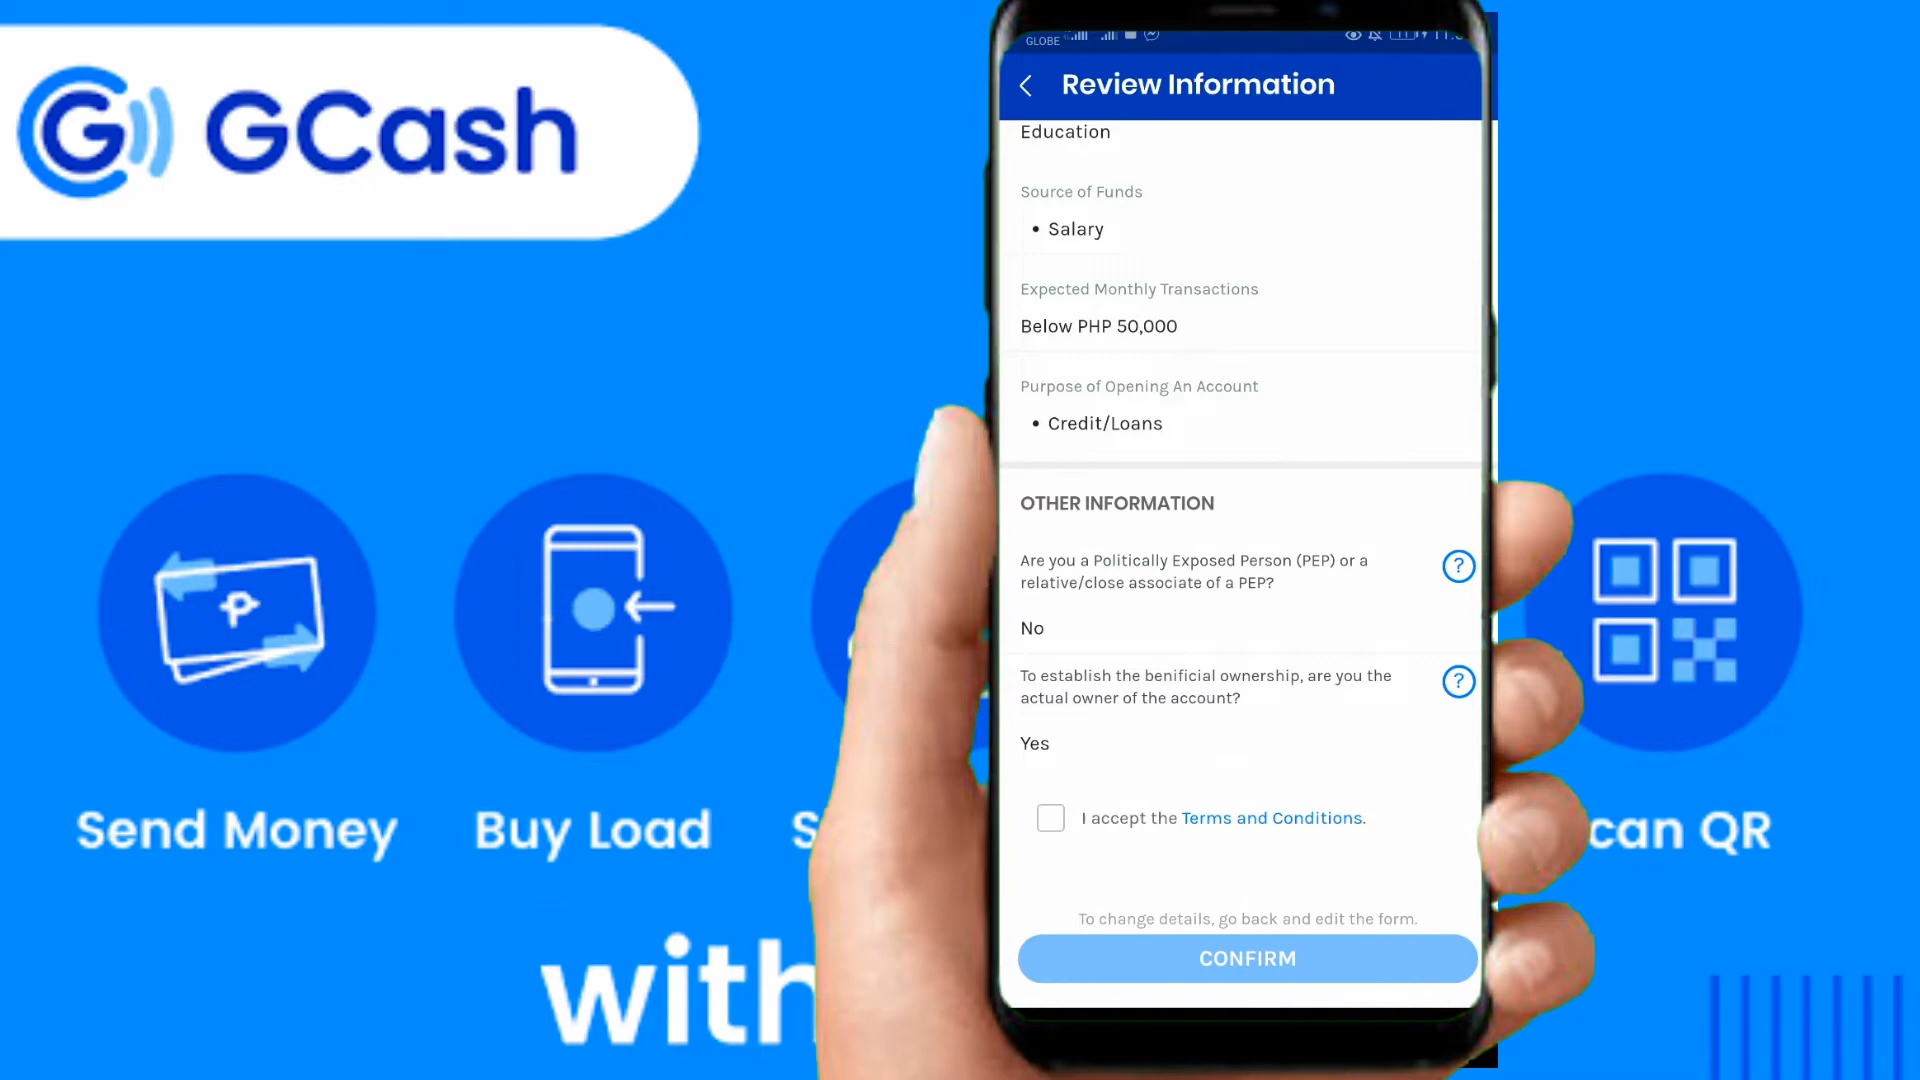 GCash
GLOBE
Review Information
Education
Source of Funds
• Salary
Expected Monthly Transactions
Below PHP 50,000
Purpose of Opening An Account
• Credit/Loans
OTHER INFORMATION
Are you a Politically Exposed Person (PEP) or a
relative/close associate of a PEP?
?
No
To establish the benificial ownership, are you the
actual owner of the account?
?
Yes
I accept the Terms and Conditions.
To change details, go back and edit the form.
CONFIRM
Send Money
Buy Load
can QR
with